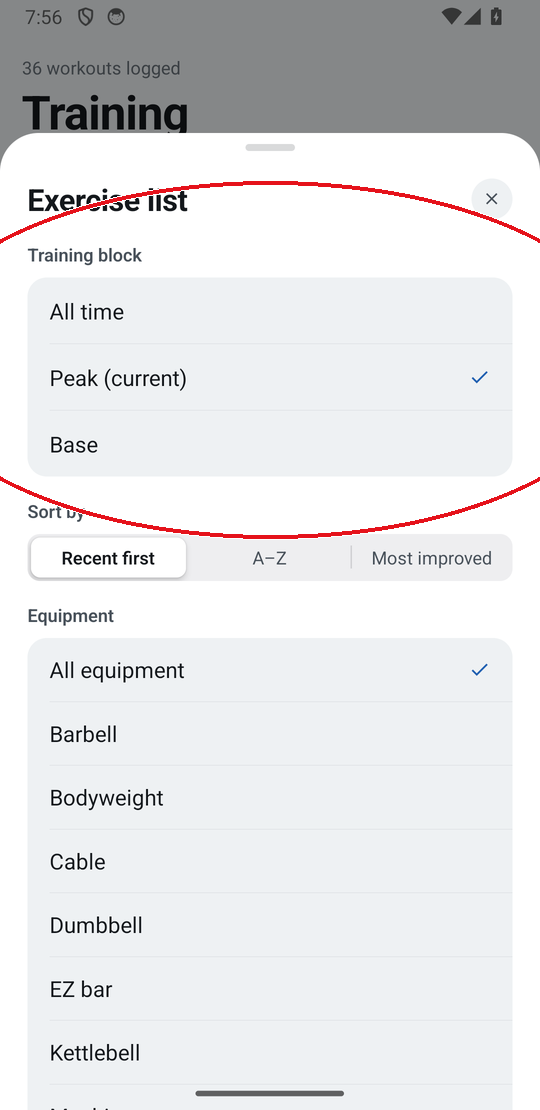 7:56
36 workouts logged
Training
Exercise list
Training block
All time
Peak (current)
Base
Sort by
Recent first
A–Z
Most improved
Equipment
All equipment
Barbell
Bodyweight
Cable
Dumbbell
EZ bar
Kettlebell